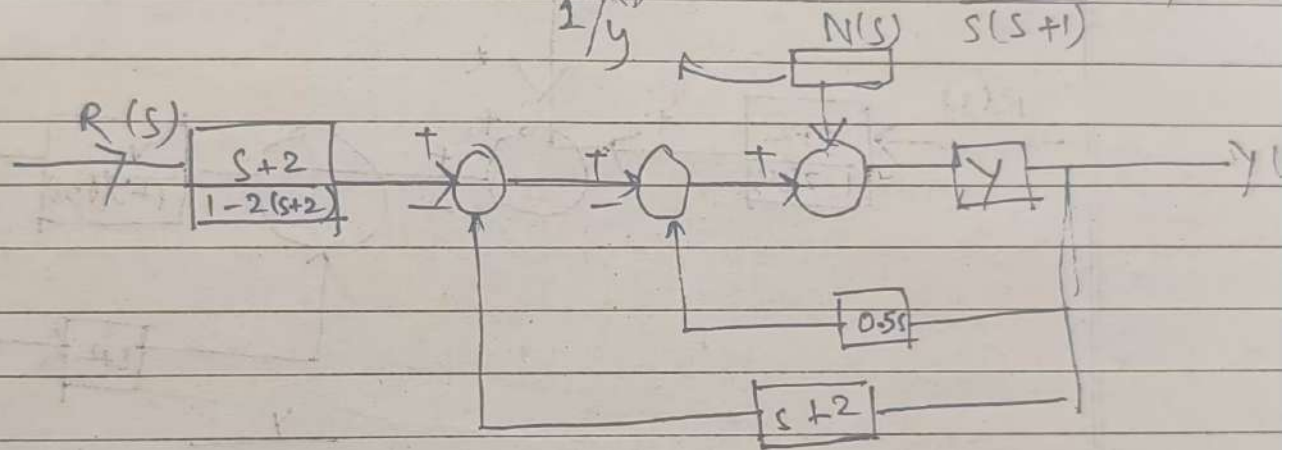 1/y
N(s) S(S+1)
R(S)
S+2
1-2(s+2)
+ + +
- -
y
y(
0.5s
s+2